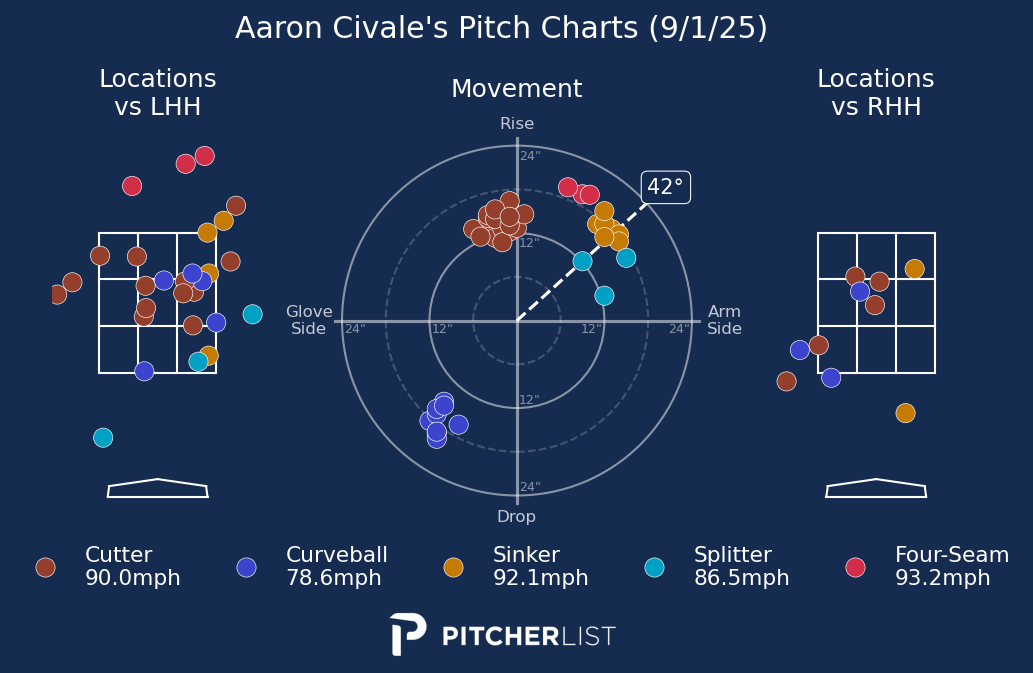 Aaron Civale's Pitch Charts (9/1/25)
Locations
vs LHH
Movement
Locations
vs RHH
Rise
24"
42°
12"
Glove
Side
24"
12"
12"
24"
Arm
Side
12"
24"
Drop
Cutter
90.0mph
Curveball
78.6mph
Sinker
92.1mph
Splitter
86.5mph
Four-Seam
93.2mph
PITCHERLIST